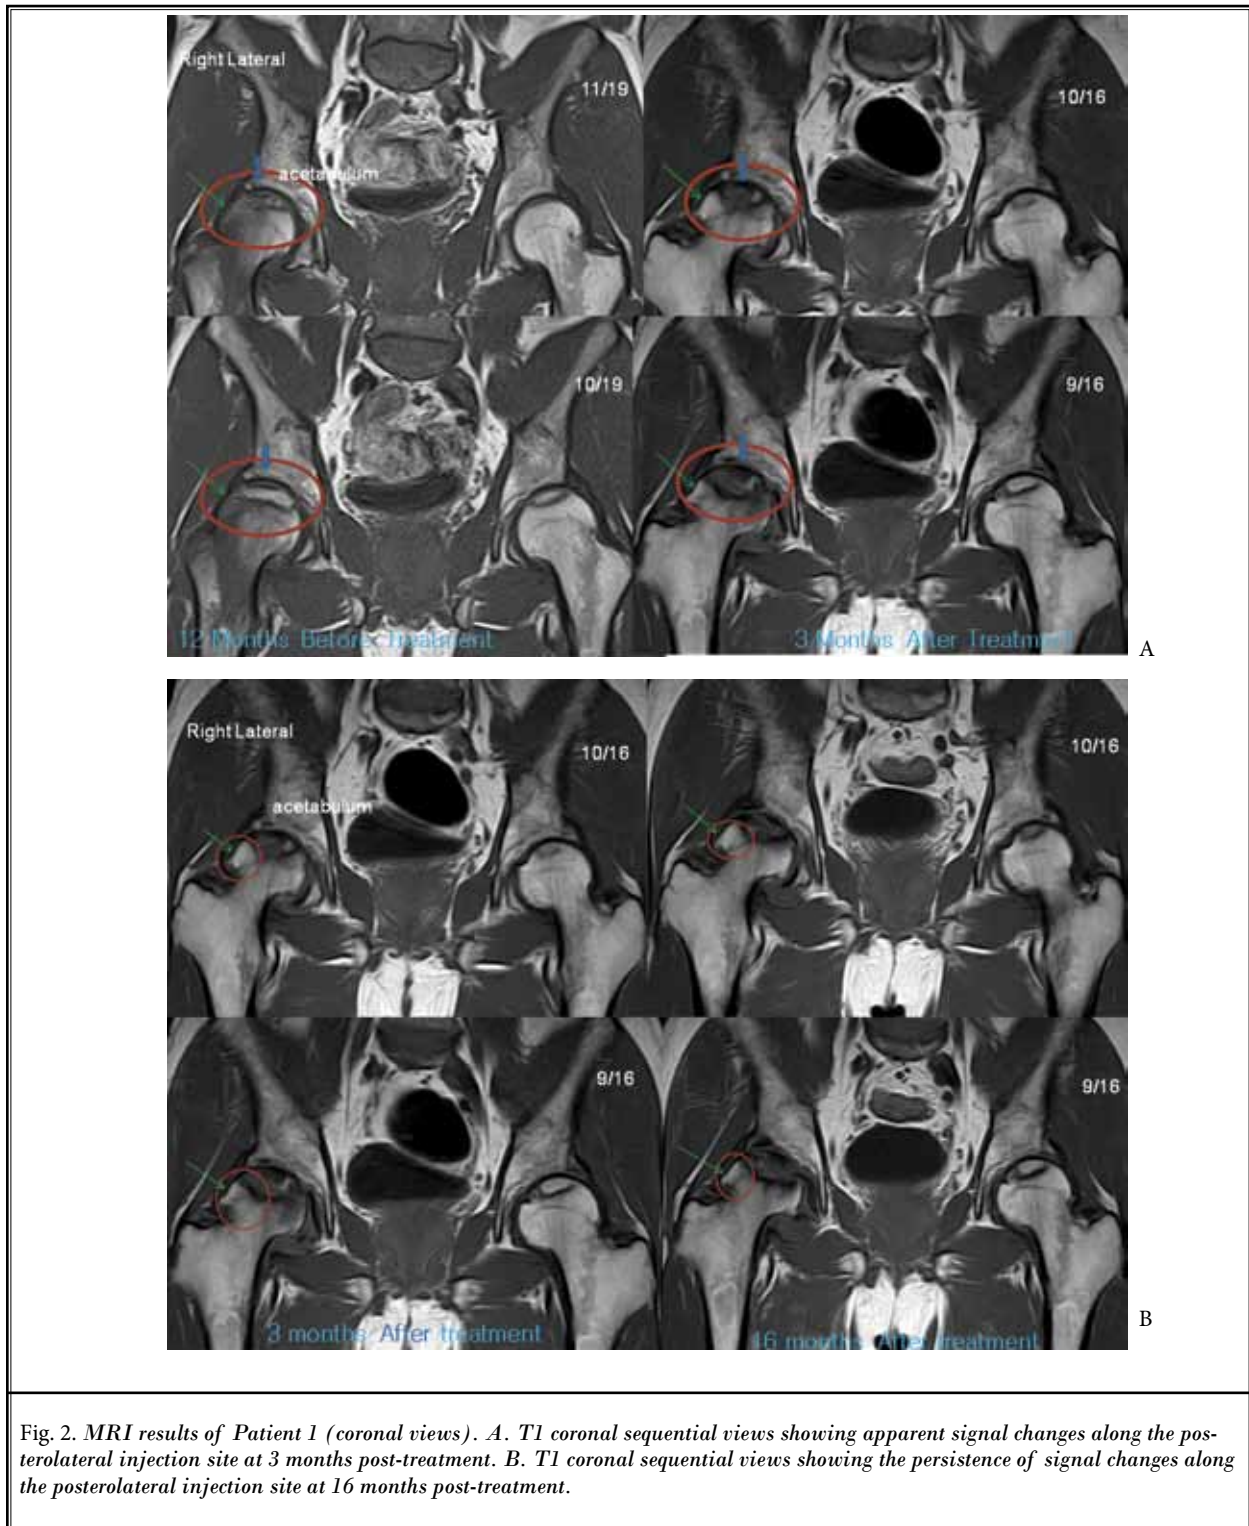 Right Lateral
11/19
10/16
acetabulum
10/19
9/16
12 Months Before Treatment
3 Months After Treatment
A
Right Lateral
10/16
10/16
acetabulum
9/16
9/16
3 months After treatment
16 months After treatment
B
Fig. 2. MRI results of Patient 1 (coronal views). A. T1 coronal sequential views showing apparent signal changes along the pos-
terolateral injection site at 3 months post-treatment. B. T1 coronal sequential views showing the persistence of signal changes along
the posterolateral injection site at 16 months post-treatment.